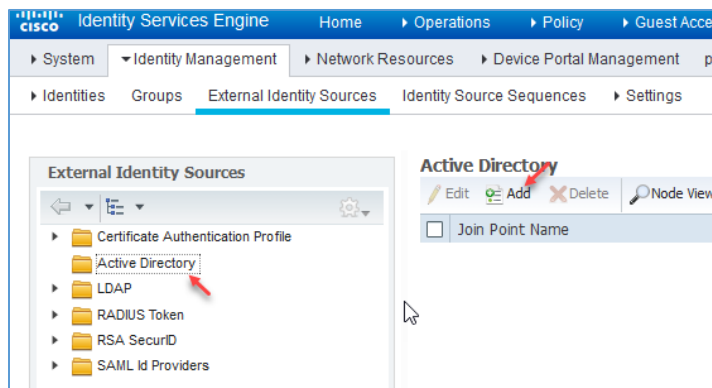 CISCO Identity Services Engine Home Operations Policy Guest Acce
System Identity Management Network Resources Device Portal Management p
Identities Groups External Identity Sources Identity Source Sequences Settings
External Identity Sources
Certificate Authentication Profile
Active Directory
LDAP
RADIUS Token
RSA SecurID
SAML Id Providers
Active Directory
Edit Add Delete Node View
Join Point Name